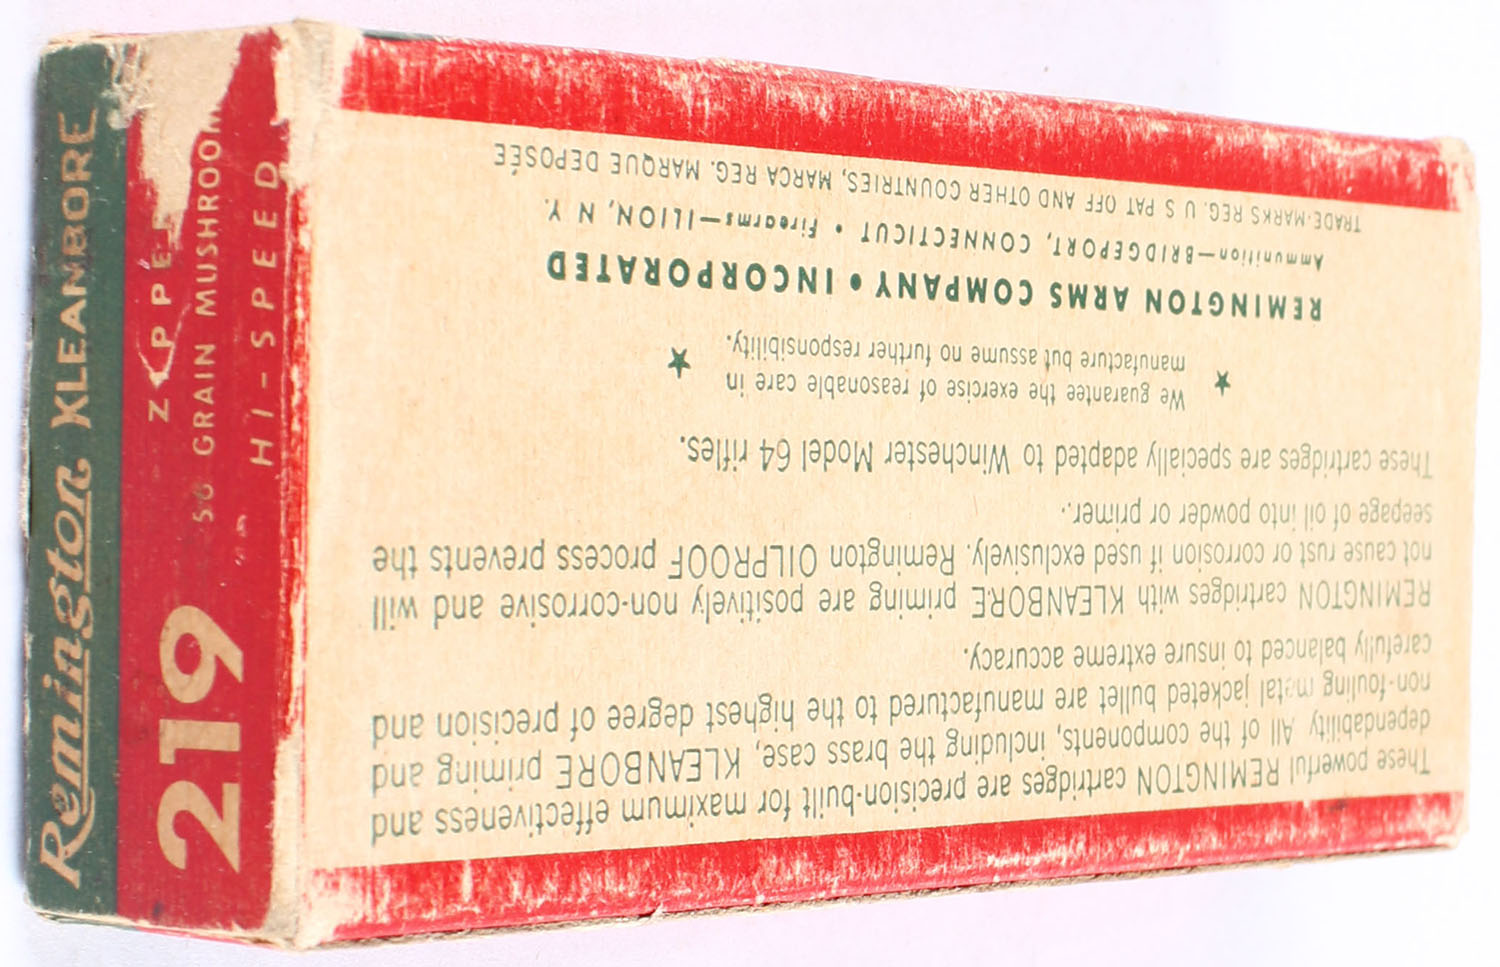 Remington KLEANBORE
219 Z PPE
56 GRAIN MUSHROOM
HI-SPEED
These powerful REMINGTON cartridges are precision-built for maximum effectiveness and
dependability. All of the components, including the brass case, KLEANBORE priming and
non-fouling metal jacketed bullet are manufactured to the highest degree of precision and
carefully balanced to insure extreme accuracy.
REMINGTON cartridges with KLEANBORE priming are positively non-corrosive and will
not cause rust or corrosion if used exclusively. Remington OILPROOF process prevents the
seepage of oil into powder or primer.
These cartridges are specially adapted to Winchester Model 64 rifles.
We guarantee the exercise of reasonable care in
manufacture but assume no further responsibility.
REMINGTON ARMS COMPANY • INCORPORATED
Ammunition—BRIDGEPORT, CONNECTICUT • Firearms—ILION, N.Y.
TRADE-MARKS REG. U S PAT OFF AND OTHER COUNTRIES, MARCA REG. MARQUE DEPOSÉE